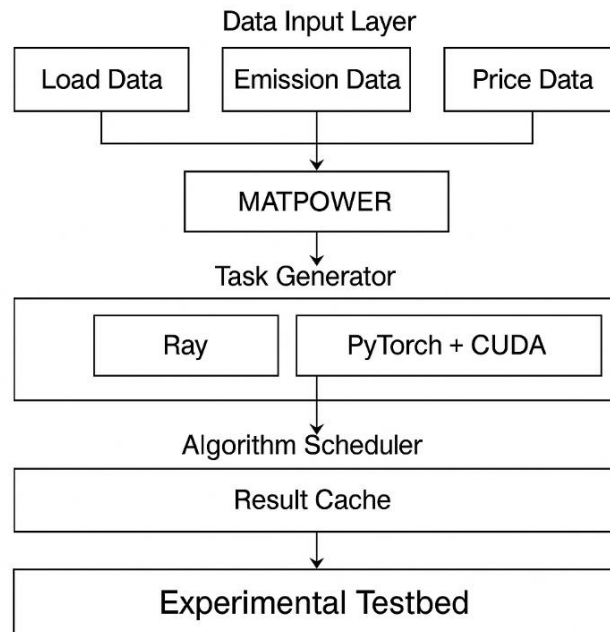 Data Input Layer
Load Data
Emission Data
Price Data
MATPOWER
Task Generator
Ray
PyTorch + CUDA
Algorithm Scheduler
Result Cache
Experimental Testbed